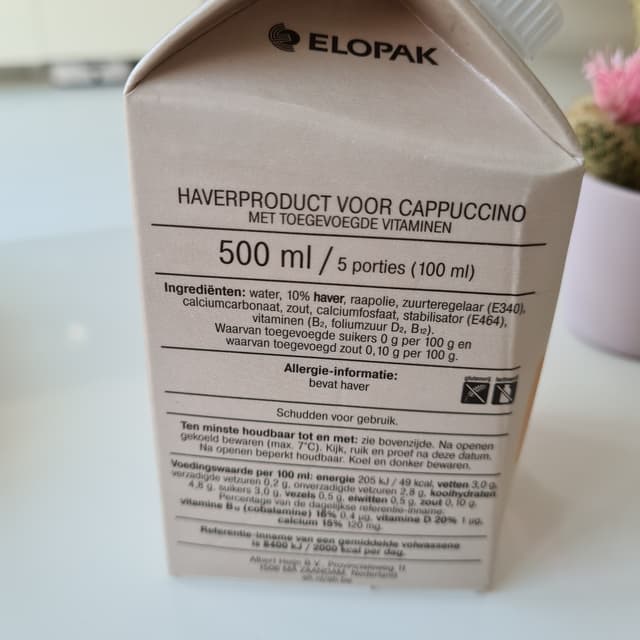 ELOPAK
HAVERPRODUCT VOOR CAPPUCCINO
MET TOEGEVOEGDE VITAMINEN
500 ml / 5 porties (100 ml)
Ingrediënten: water, 10% haver, raapolie, zuurteregelaar (E340),
calciumcarbonaat, zout, calciumfosfaat, stabilisator (E464),
vitaminen (B₂, foliumzuur D₂, B₁₂).
Waarvan toegevoegde suikers 0 g per 100 g en
waarvan toegevoegd zout 0,10 g per 100 g.
Allergie-informatie:
bevat haver
Schudden voor gebruik.
Ten minste houdbaar tot en met: zie bovenzijde. Na openen
gekoeld bewaren (max. 7°C). Kijk, ruik en proef na deze datum.
Na openen beperkt houdbaar. Koel en donker bewaren.
Voedingswaarde per 100 ml: energie 205 kJ / 49 kcal, vetten 3,0 g,
verzadigde vetzuren 0,2 g, onverzadigde vetzuren 2,8 g, koolhydraten
4,8 g, suikers 3,0 g, vezels 0,5 g, eiwitten 0,5 g, zout 0,10 g.
Percentage van de dagelijkse referentie-inname:
vitamine B₁₂ (cobalamine) 16% 0,4 µg, vitamine D 20% 1 µg,
calcium 15% 120 mg.
Referentie-inname van een gemiddelde volwassene
is 8400 kJ / 2000 kcal per dag.
Albert Heijn B.V., Provincialeweg 11,
1506 MA ZAANDAM, Nederland